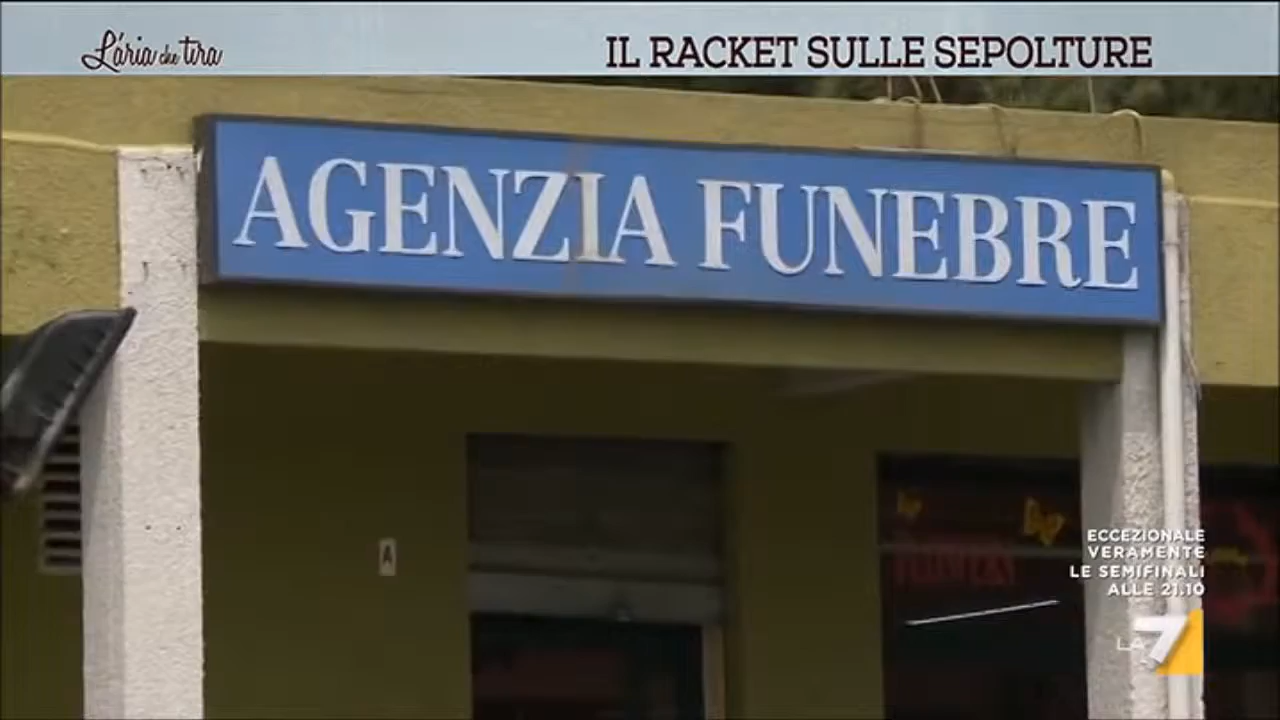 L'aria che tira
IL RACKET SULLE SEPOLTURE
AGENZIA FUNEBRE
A
ECCEZIONALE
VERAMENTE
LE SEMIFINALI
ALLE 21.10
LA7